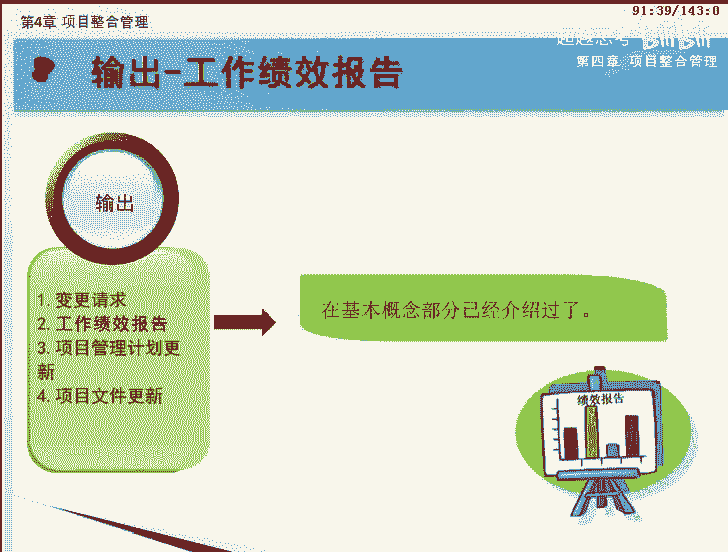 第4章 项目整合管理
91:39/143:0
第四章 项目整合管理
输出-工作绩效报告
输出
1. 变更请求
2. 工作绩效报告
3. 项目管理计划更
新
4. 项目文件更新
在基本概念部分已经介绍过了。
绩效报告